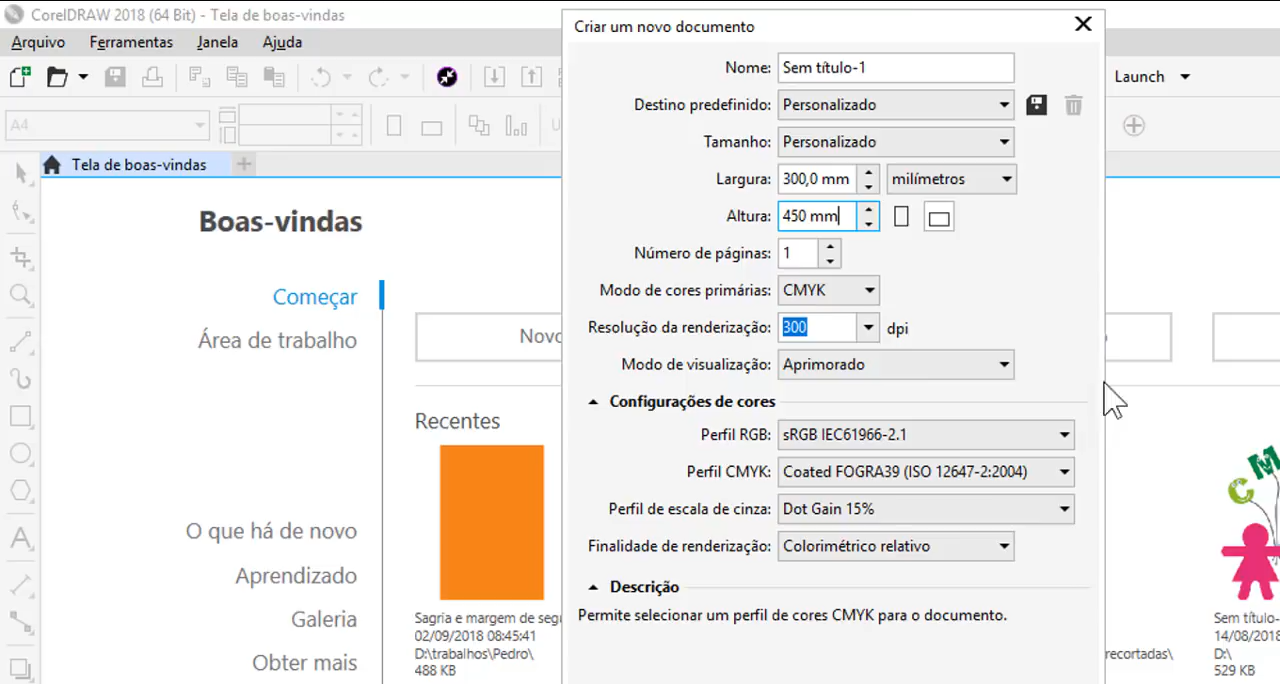 CorelDRAW 2018 (64 Bit) - Tela de boas-vindas
Arquivo Ferramentas Janela Ajuda
Launch
A4
Tela de boas-vindas
Boas-vindas
Começar
Área de trabalho
O que há de novo
Aprendizado
Galeria
Obter mais
Novo
Recentes
Sagria e margem de seg
02/09/2018 08:45:41
D:\trabalhos\Pedro\
488 KB
Criar um novo documento
Nome: Sem título-1
Destino predefinido: Personalizado
Tamanho: Personalizado
Largura: 300,0 mm milímetros
Altura: 450 mm
Número de páginas: 1
Modo de cores primárias: CMYK
Resolução da renderização: 300 dpi
Modo de visualização: Aprimorado
Configurações de cores
Perfil RGB: sRGB IEC61966-2.1
Perfil CMYK: Coated FOGRA39 (ISO 12647-2:2004)
Perfil de escala de cinza: Dot Gain 15%
Finalidade de renderização: Colorimétrico relativo
Descrição
Permite selecionar um perfil de cores CMYK para o documento.
recortadas\
C M
Sem título-
14/08/2018
D:\
529 KB